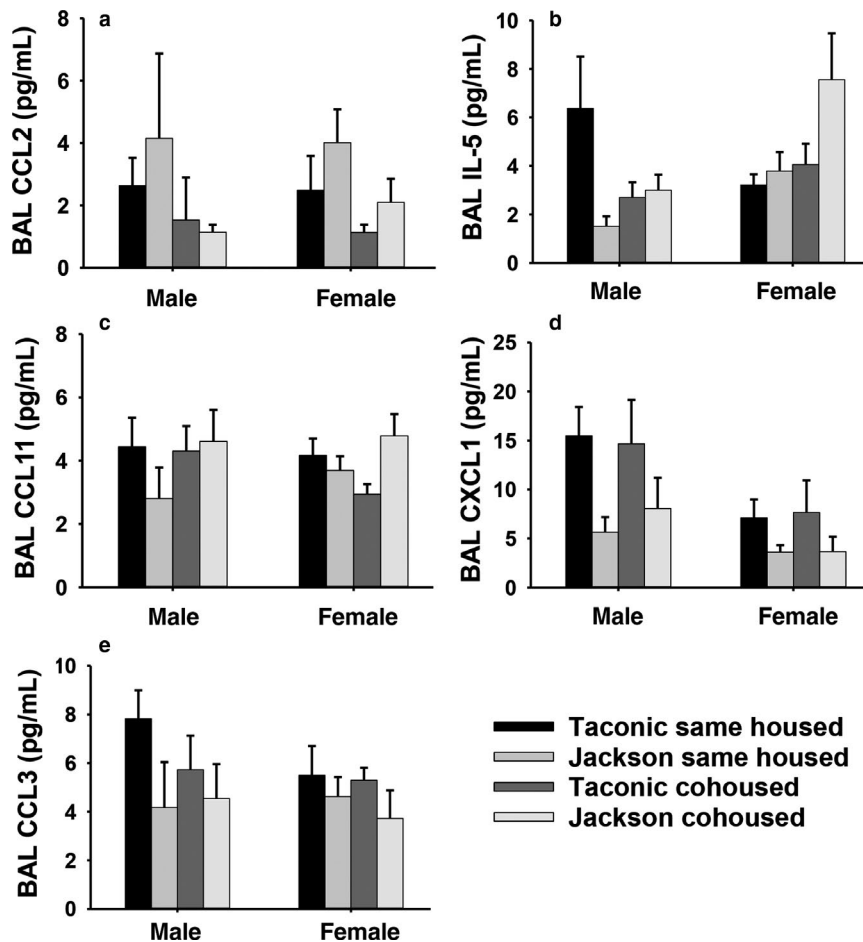 a
BAL CCL2 (pg/mL)
8
6
4
2
0
Male Female
b
BAL IL-5 (pg/mL)
10
8
6
4
2
0
Male Female
c
BAL CCL11 (pg/mL)
8
6
4
2
0
Male Female
d
BAL CXCL1 (pg/mL)
25
20
15
10
5
0
Male Female
e
BAL CCL3 (pg/mL)
10
8
6
4
2
0
Male Female
Taconic same housed
Jackson same housed
Taconic cohoused
Jackson cohoused